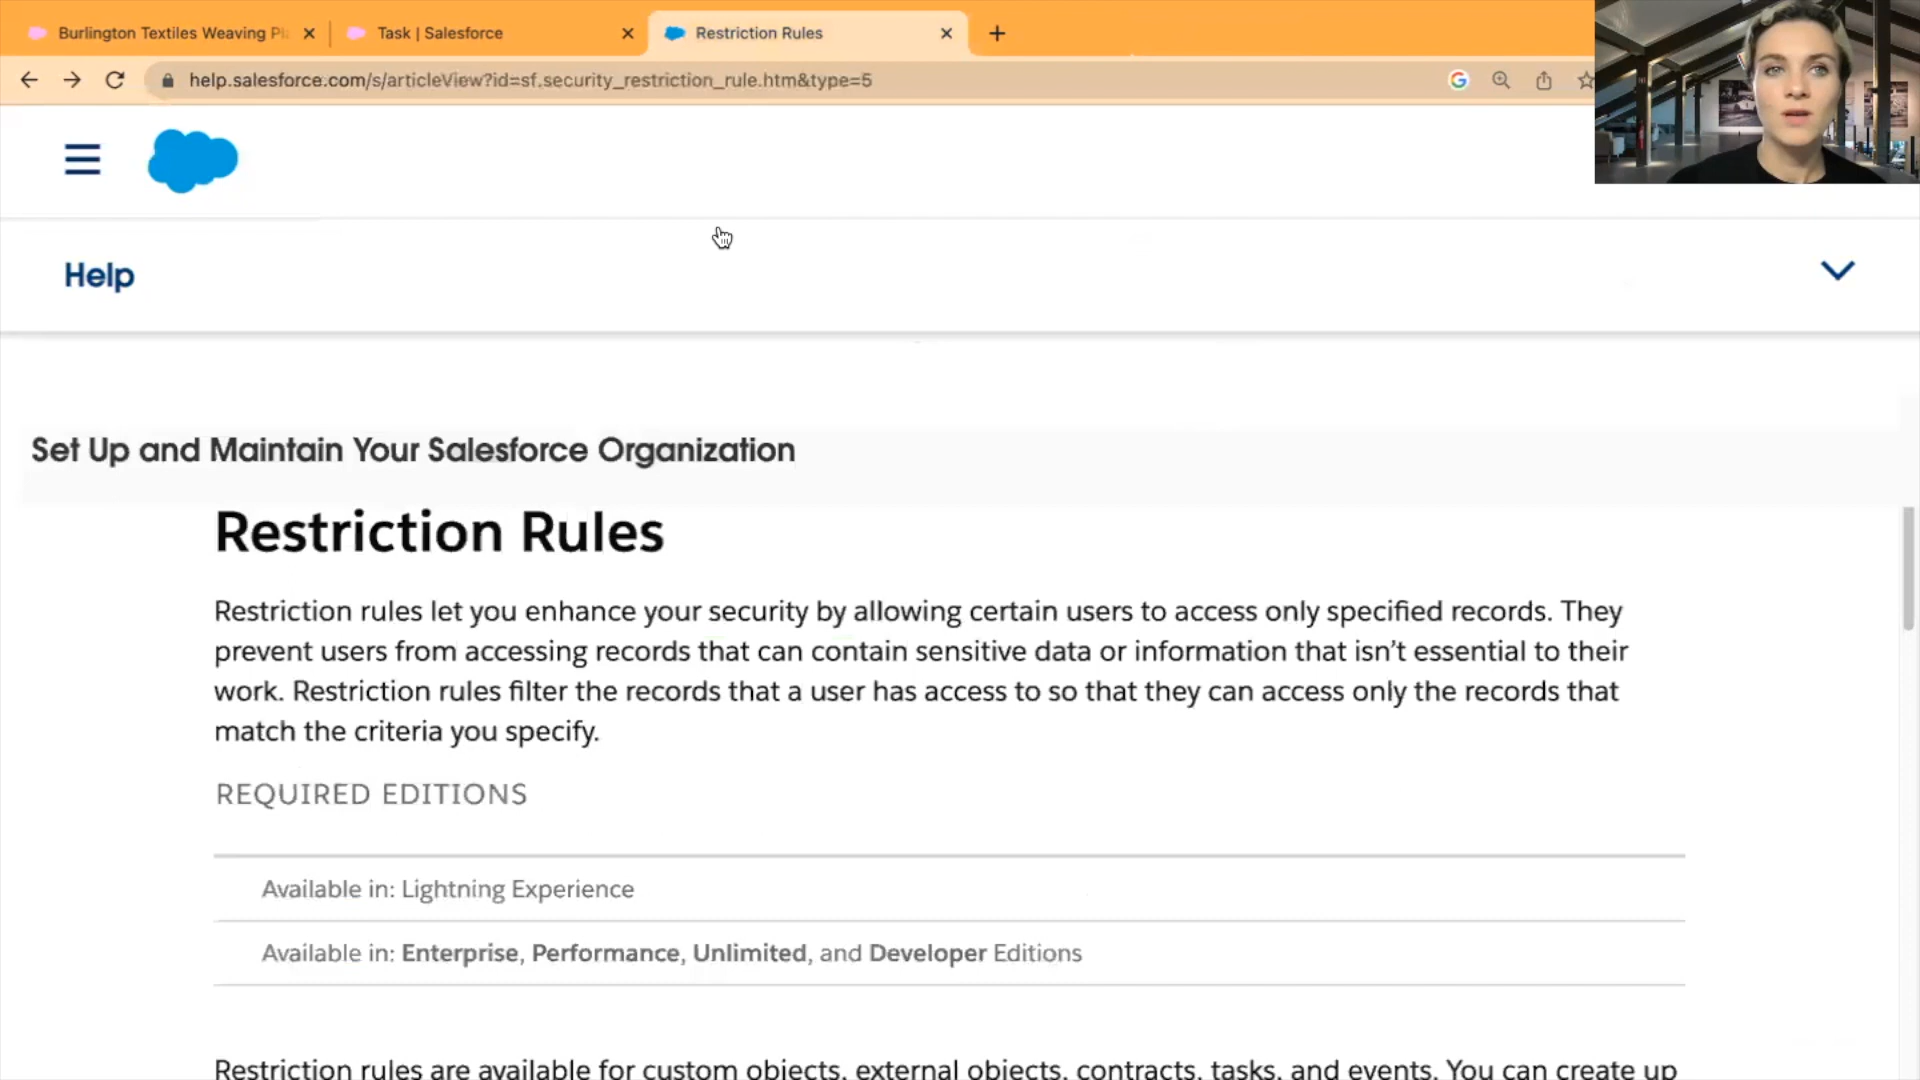 Burlington Textiles Weaving Pl
Task | Salesforce
Restriction Rules
help.salesforce.com/s/articleView?id=sf.security_restriction_rule.htm&type=5
Help
Set Up and Maintain Your Salesforce Organization
Restriction Rules
Restriction rules let you enhance your security by allowing certain users to access only specified records. They
prevent users from accessing records that can contain sensitive data or information that isn't essential to their
work. Restriction rules filter the records that a user has access to so that they can access only the records that
match the criteria you specify.
REQUIRED EDITIONS
Available in: Lightning Experience
Available in: Enterprise, Performance, Unlimited, and Developer Editions
Restriction rules are available for custom objects, external objects, contracts, tasks, and events. You can create up